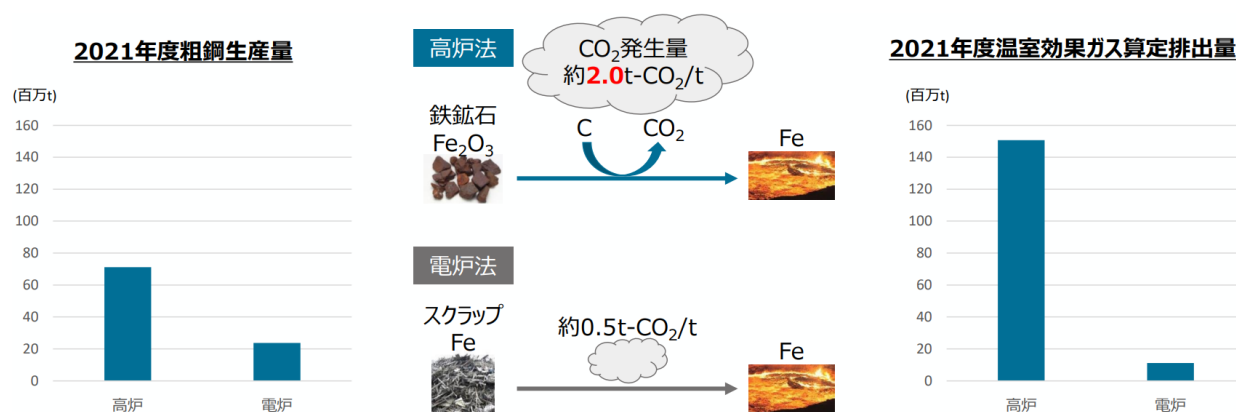 2021年度粗鋼生産量
(百万t)
160
140
120
100
80
60
40
20
0
高炉
電炉
高炉法
CO₂発生量
約2.0t-CO₂/t
鉄鉱石
Fe₂O₃
C
CO₂
Fe
電炉法
スクラップ
Fe
約0.5t-CO₂/t
Fe
2021年度温室効果ガス算定排出量
(百万t)
160
140
120
100
80
60
40
20
0
高炉
電炉